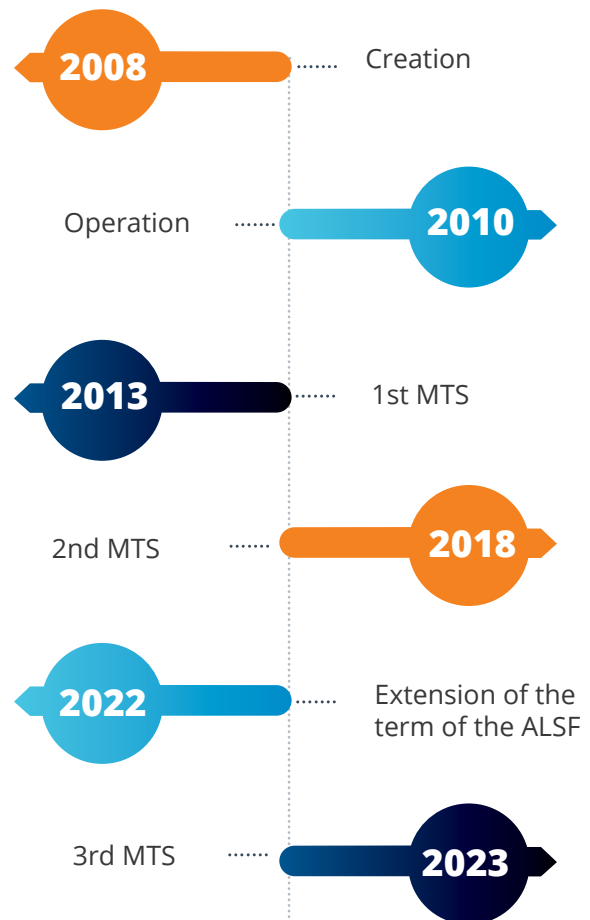 2008
Creation
Operation
2010
2013
1st MTS
2nd MTS
2018
2022
Extension of the
term of the ALSF
3rd MTS
2023